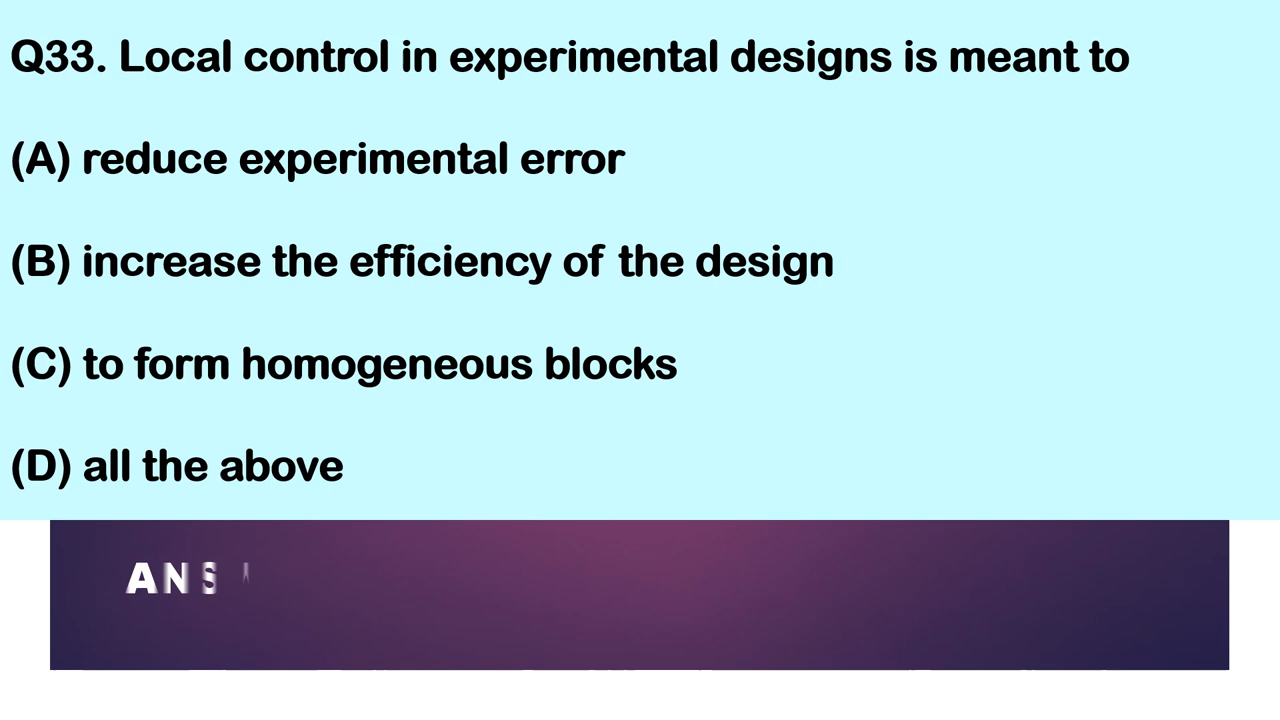 Q33. Local control in experimental designs is meant to
(A) reduce experimental error
(B) increase the efficiency of the design
(C) to form homogeneous blocks
(D) all the above